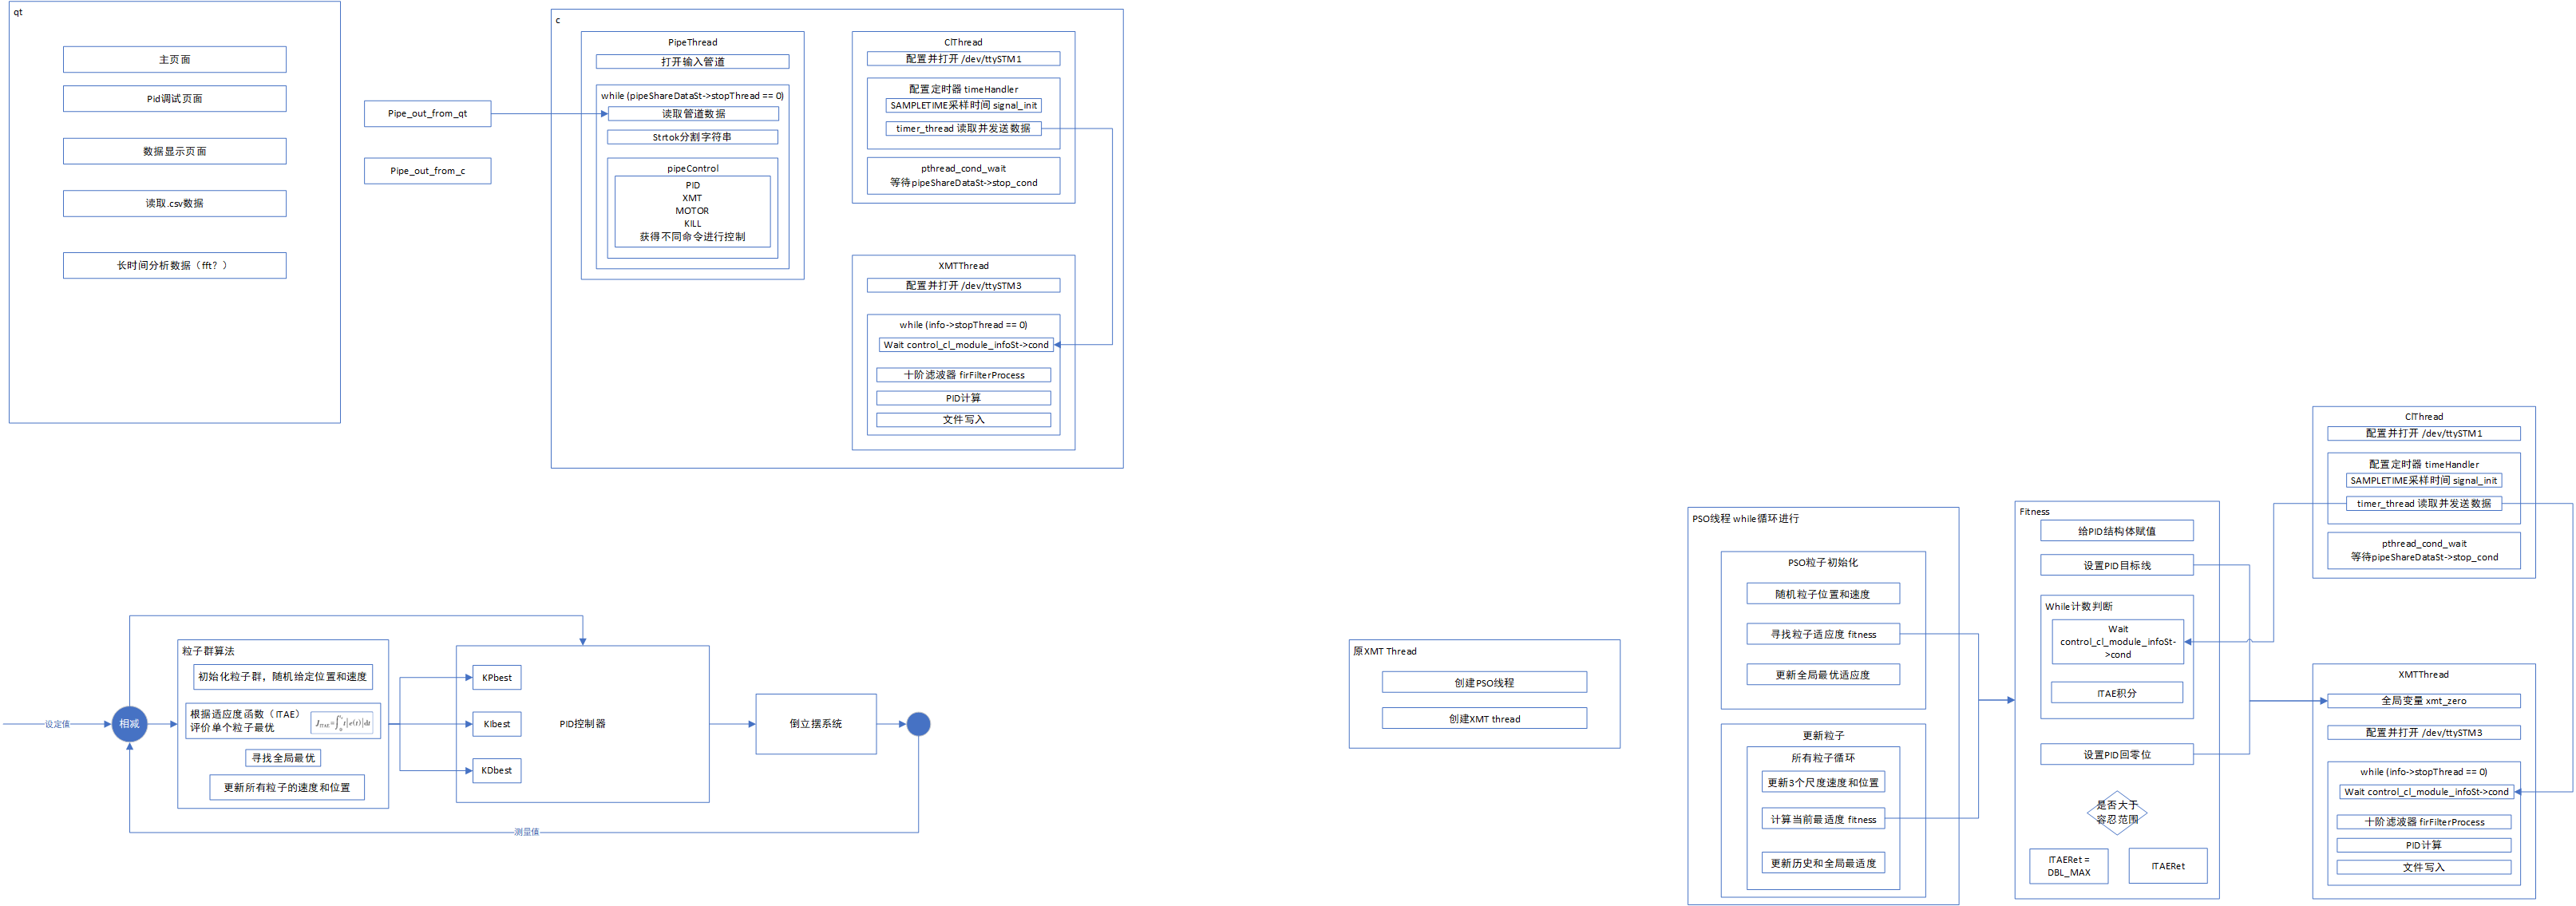 qt
主页面
Pid调试页面
数据显示页面
读取.csv数据
长时间分析数据（fft？）
Pipe_out_from_qt
Pipe_out_from_c
c
PipeThread
打开输入管道
while (pipeShareDataSt->stopThread == 0)
读取管道数据
Strtok分割字符串
pipeControl
PID
XMT
MOTOR
KILL
获得不同命令进行控制
ClThread
配置并打开 /dev/ttySTM1
配置定时器 timeHandler
SAMPLETIME采样时间 signal_init
timer_thread 读取并发送数据
pthread_cond_wait
等待pipeShareDataSt->stop_cond
XMTThread
配置并打开 /dev/ttySTM3
while (info->stopThread == 0)
Wait control_cl_module_infoSt->cond
十阶滤波器 firFilterProcess
PID计算
文件写入
设定值
相减
粒子群算法
初始化粒子群，随机给定位置和速度
根据适应度函数（ITAE）
评价单个粒子最优
J_{ITAE}=\int_0^{\infty} t|e(t)|dt
寻找全局最优
更新所有粒子的速度和位置
KPbest
KIbest
KDbest
PID控制器
倒立摆系统
测量值
原XMT Thread
创建PSO线程
创建XMT thread
PSO线程 while循环进行
PSO粒子初始化
随机粒子位置和速度
寻找粒子适应度 fitness
更新全局最优适应度
更新粒子
所有粒子循环
更新3个尺度速度和位置
计算当前最适度 fitness
更新历史和全局最适度
Fitness
给PID结构体赋值
设置PID目标线
While计数判断
Wait
control_cl_module_infoSt-
>cond
ITAE积分
设置PID回零位
是否大于
容忍范围
ITAERet =
DBL_MAX
ITAERet
ClThread
配置并打开 /dev/ttySTM1
配置定时器 timeHandler
SAMPLETIME采样时间 signal_init
timer_thread 读取并发送数据
pthread_cond_wait
等待pipeShareDataSt->stop_cond
XMTThread
全局变量 xmt_zero
配置并打开 /dev/ttySTM3
while (info->stopThread == 0)
Wait control_cl_module_infoSt->cond
十阶滤波器 firFilterProcess
PID计算
文件写入